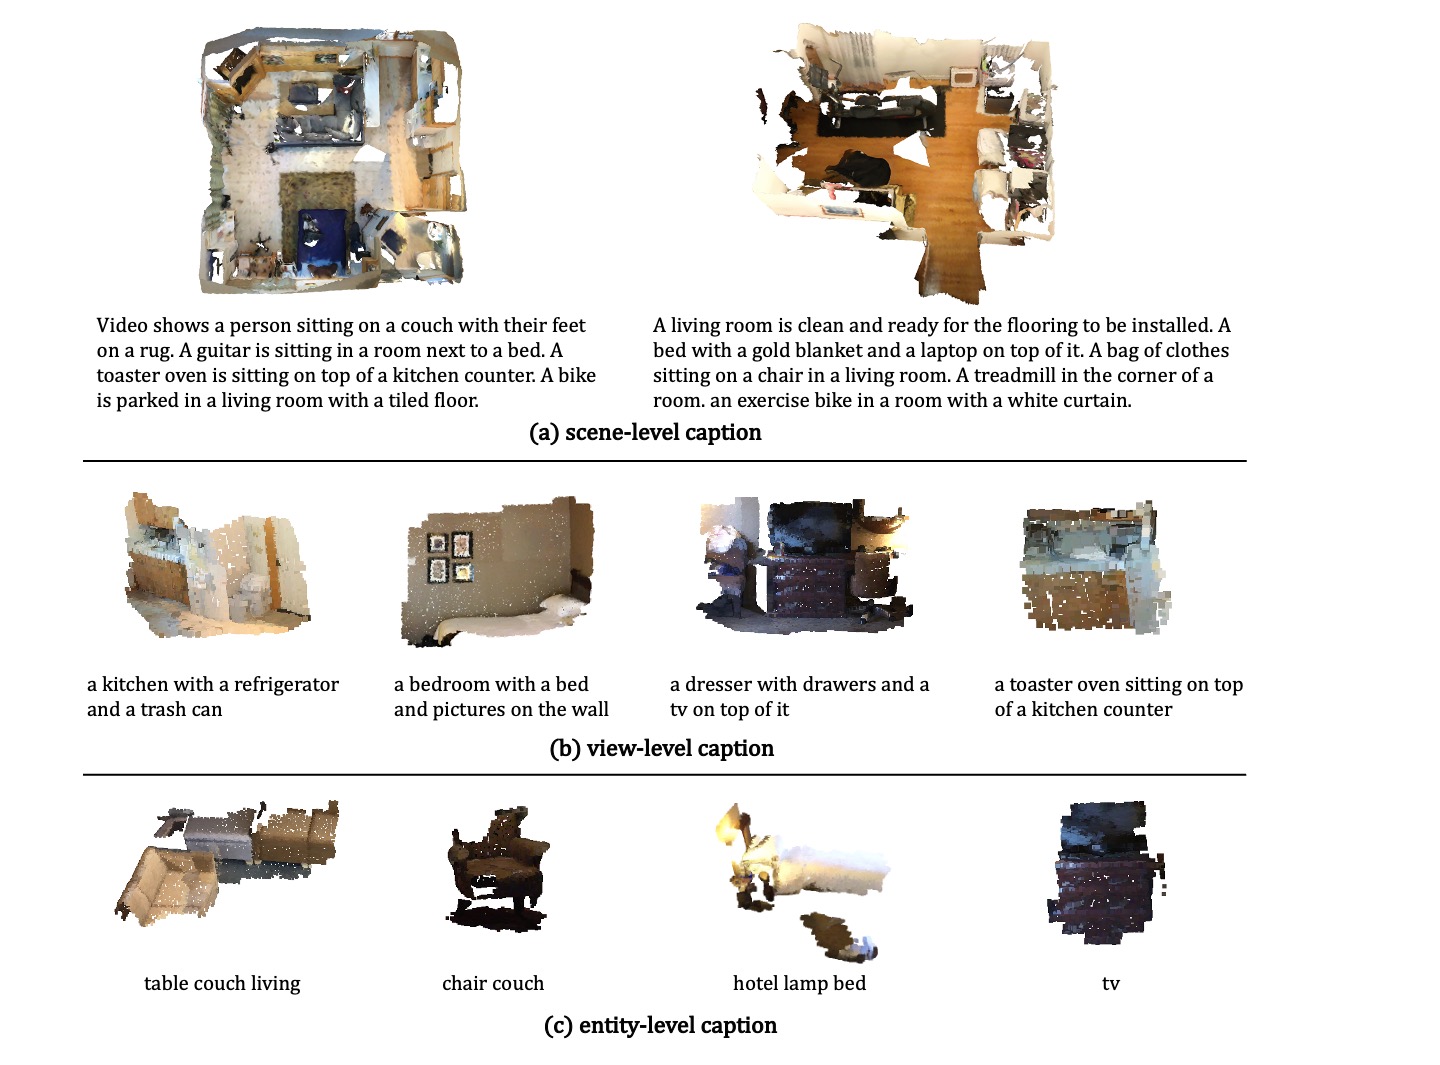 Video shows a person sitting on a couch with their feet
on a rug. A guitar is sitting in a room next to a bed. A
toaster oven is sitting on top of a kitchen counter. A bike
is parked in a living room with a tiled floor.
A living room is clean and ready for the flooring to be installed. A
bed with a gold blanket and a laptop on top of it. A bag of clothes
sitting on a chair in a living room. A treadmill in the corner of a
room. an exercise bike in a room with a white curtain.
(a) scene-level caption
a kitchen with a refrigerator
and a trash can
a bedroom with a bed
and pictures on the wall
a dresser with drawers and a
tv on top of it
a toaster oven sitting on top
of a kitchen counter
(b) view-level caption
table couch living
chair couch
hotel lamp bed
tv
(c) entity-level caption